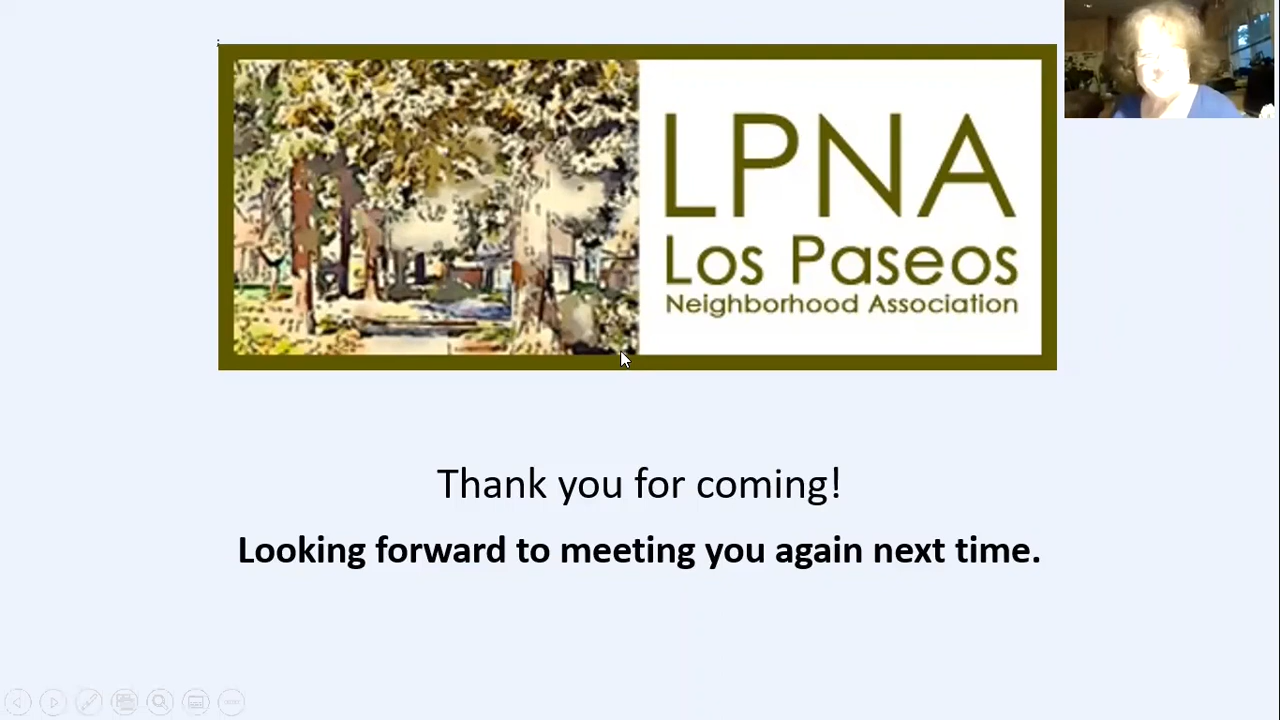 LPNA
Los Paseos
Neighborhood Association
Thank you for coming!
Looking forward to meeting you again next time.